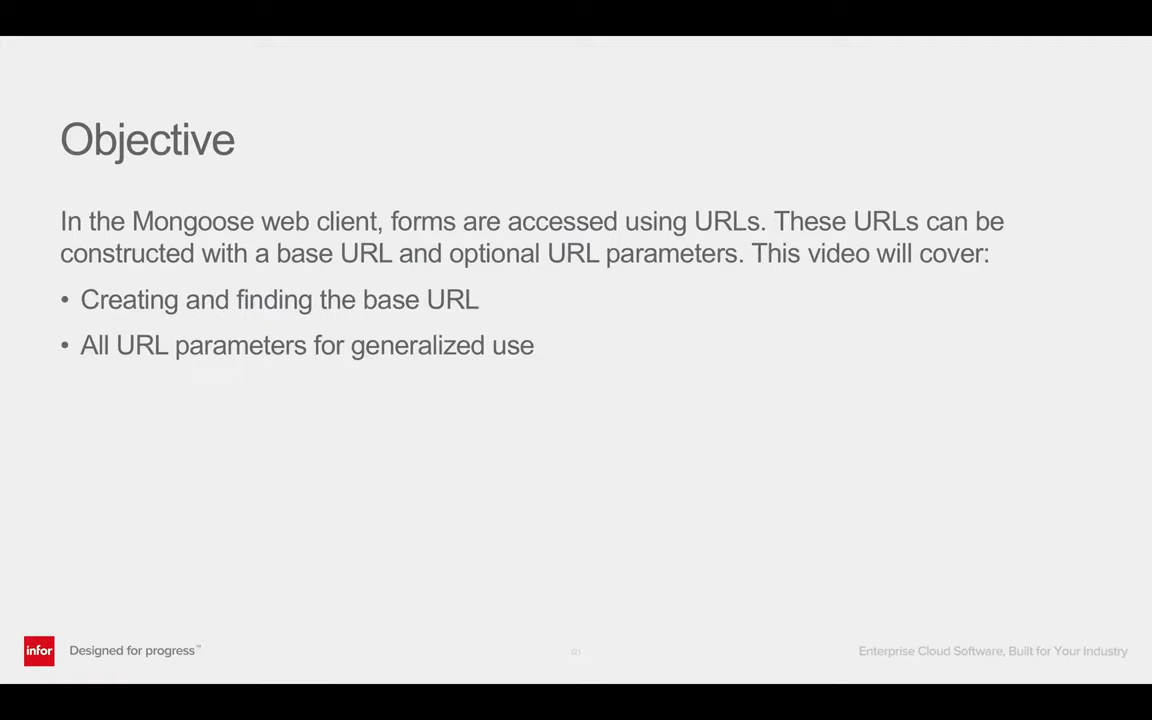 Objective
In the Mongoose web client, forms are accessed using URLs. These URLs can be
constructed with a base URL and optional URL parameters. This video will cover:
• Creating and finding the base URL
• All URL parameters for generalized use
infor Designed for progress™
Enterprise Cloud Software, Built for Your Industry